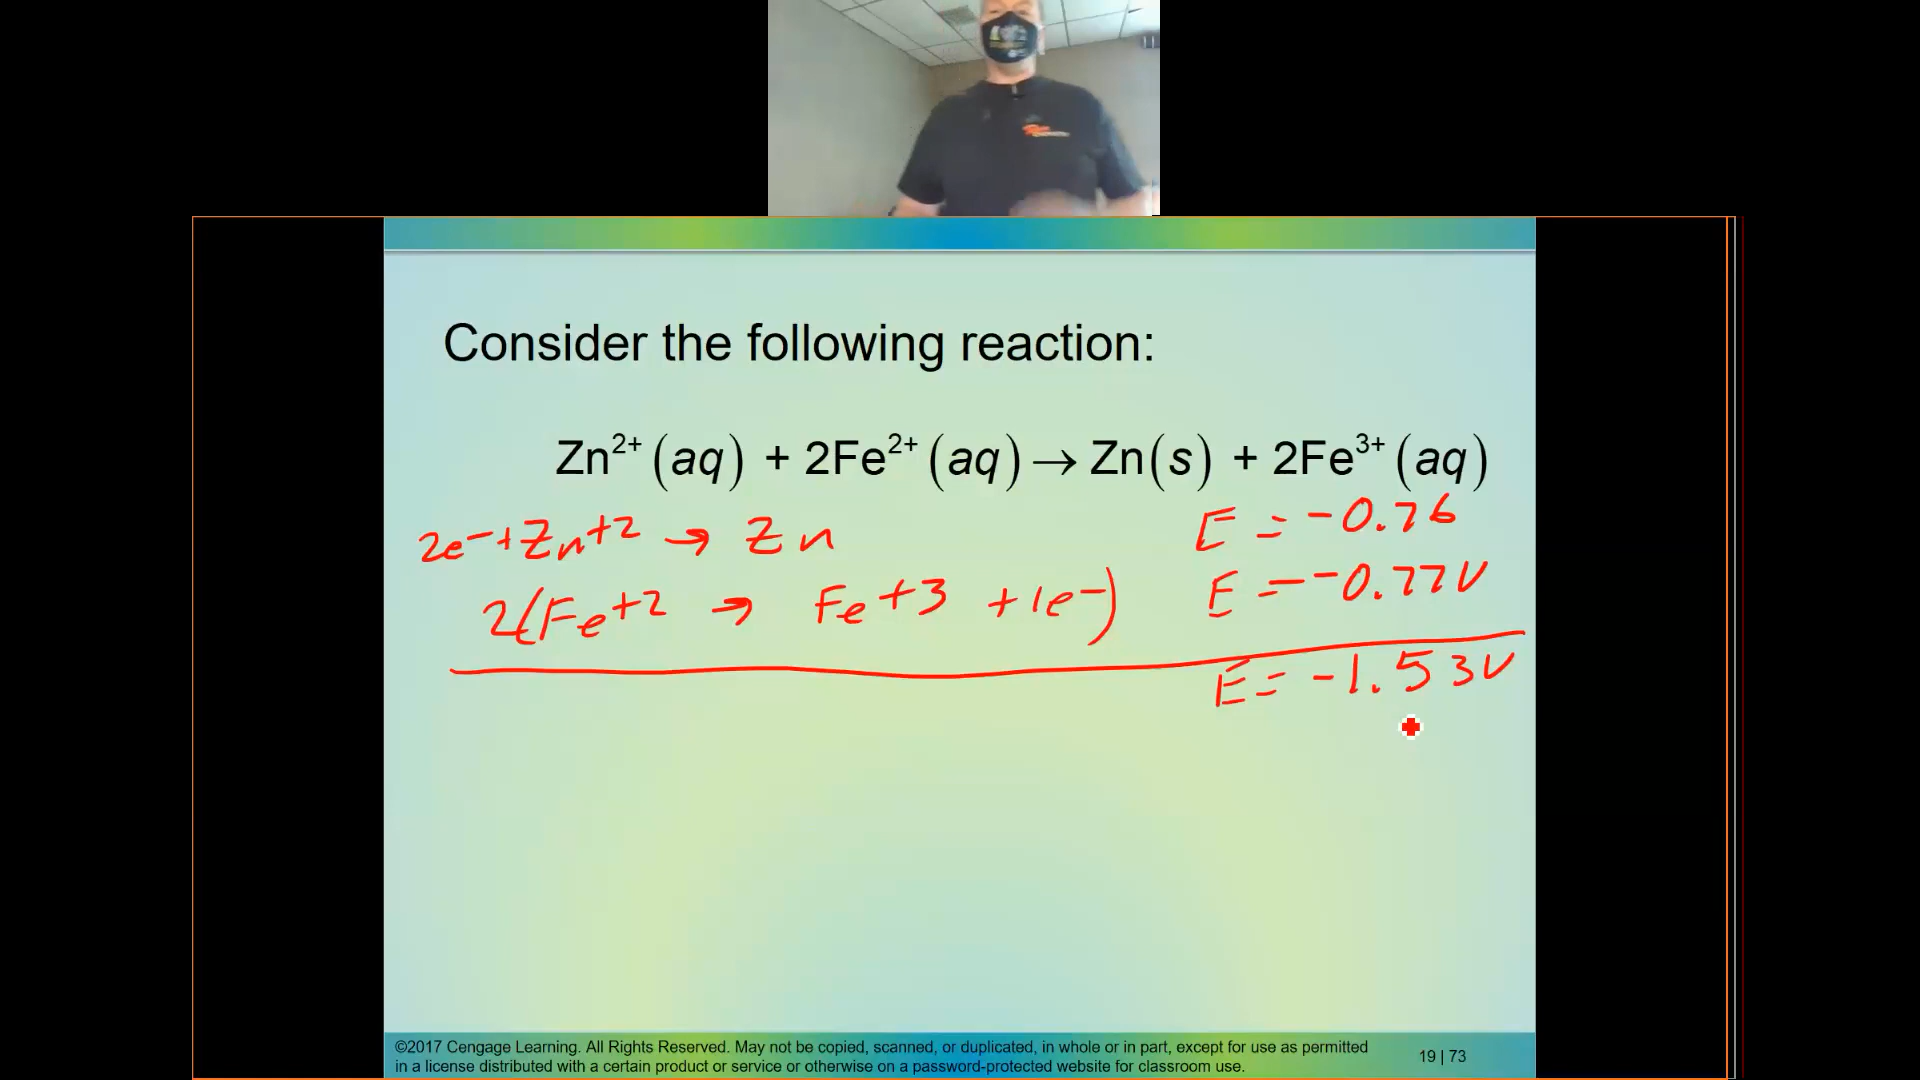 Consider the following reaction:
Zn²⁺(aq) + 2Fe²⁺(aq) → Zn(s) + 2Fe³⁺(aq)
2e⁻ + Zn⁺² → Zn E = -0.76
2(Fe⁺² → Fe⁺³ + 1e⁻) E = -0.77V
E = -1.53V
©2017 Cengage Learning. All Rights Reserved. May not be copied, scanned, or duplicated, in whole or in part, except for use as permitted
in a license distributed with a certain product or service or otherwise on a password-protected website for classroom use.
19 | 73